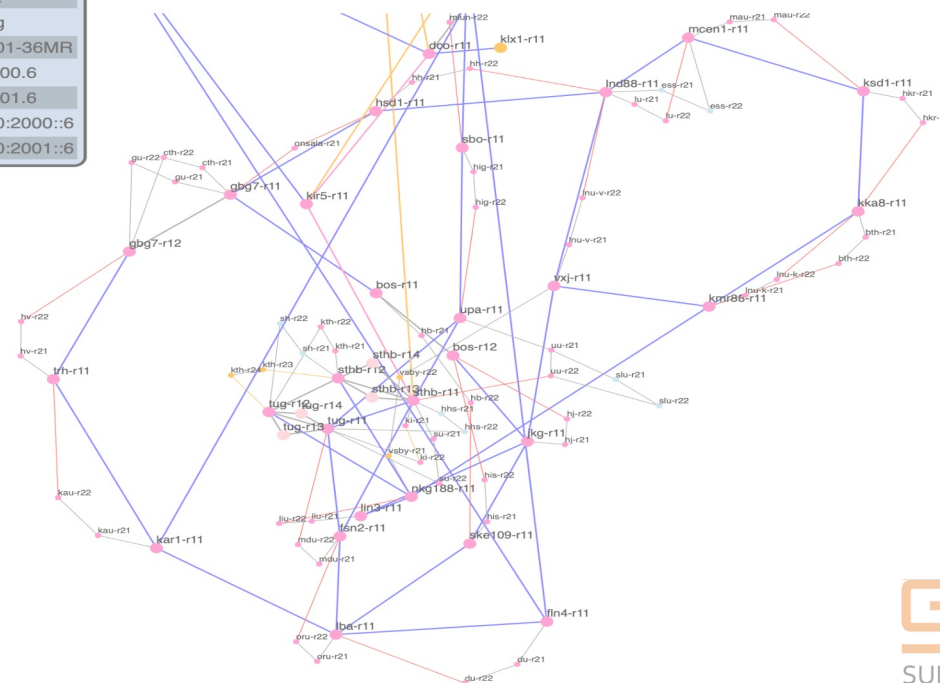 g
01-36MR
00.6
01.6
0:2000::6
0:2001::6
mlun-r22
mau-r21
mau-r22
mcen1-r11
klx1-r11
dco-r11
hh-r22
hh-r21
lnd88-r11
ess-r21
ess-r22
ksd1-r11
hkr-r21
hkr-
lu-r21
lu-r22
hsd1-r11
sbo-r11
onsala-r21
gu-r22
cth-r22
cth-r21
gu-r21
hig-r21
gbg7-r11
klr5-r11
hig-r22
lnu-v-r22
kka8-r11
bth-r21
gbg7-r12
lnu-v-r21
bth-r22
lnu-k-r22
lnu-k-r21
kmr88-r11
bos-r11
vxj-r11
upa-r11
hv-r22
sh-r22
kth-r22
hb-r21
hv-r21
sh-r21
kth-r21
sthb-r14
bos-r12
uu-r21
trh-r11
kth-r24
kth-r23
sthb-r12
vsby-r22
uu-r22
slu-r21
sthb-r13
sthb-r11
hb-r22
slu-r22
tug-r12
tug-r14
hhs-r21
hj-r22
tug-r13
tug-r11
ki-r21
hhs-r22
su-r21
jkg-r11
hj-r21
vsby-r21
ki-r22
su-r22
his-r22
kau-r22
nkg188-r11
liu-r22
liu-r21
lin3-r11
his-r21
kau-r21
kar1-r11
mdu-r22
fsn2-r11
ske109-r11
mdu-r21
fln4-r11
oru-r22
lba-r11
oru-r21
du-r21
du-r22
SU